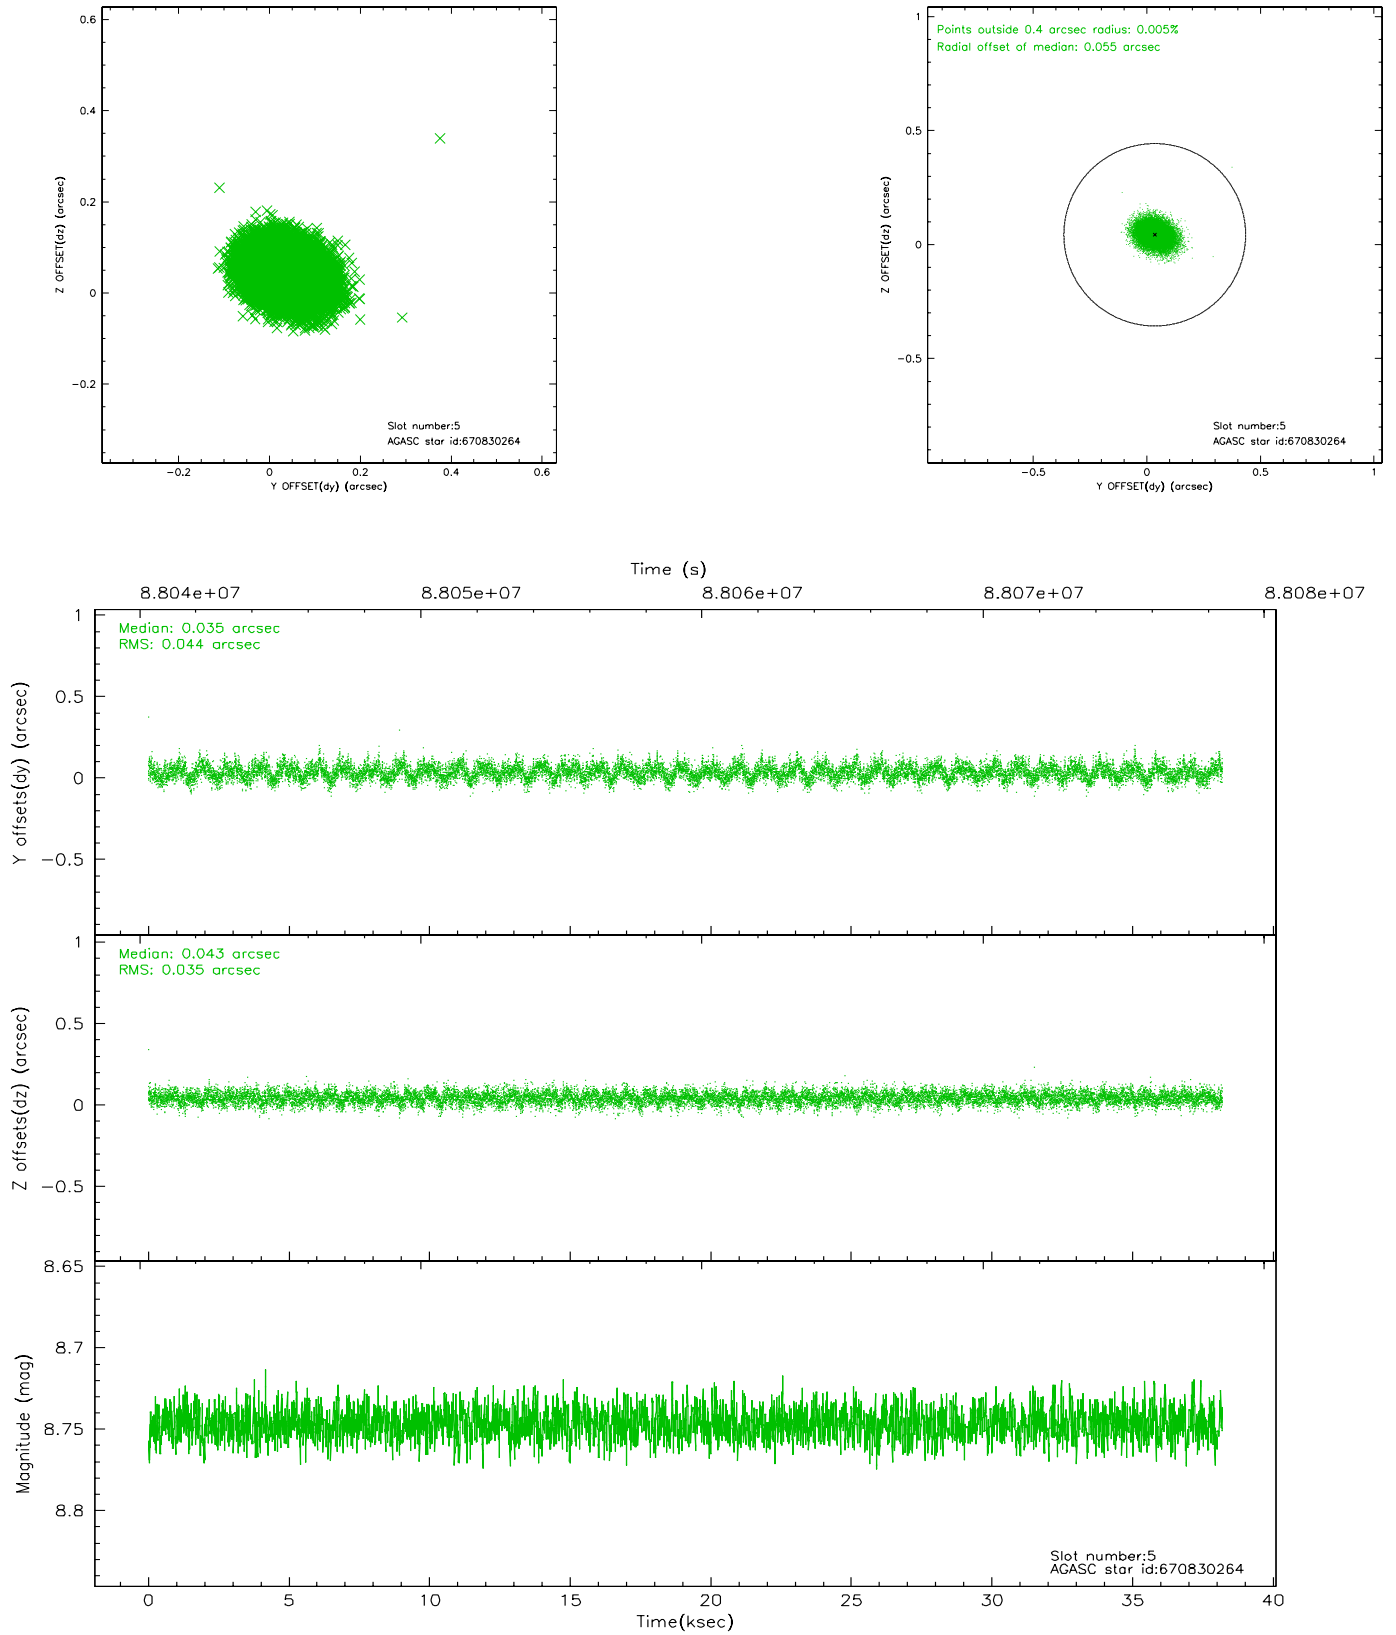 0.6
0.4
0.2
0
−0.2
Z OFFSET(dz) (arcsec)
Slot number:5
AGASC star id:670830264
−0.2 0 0.2 0.4 0.6
Y OFFSET(dy) (arcsec)
Points outside 0.4 arcsec radius: 0.005%
Radial offset of median: 0.055 arcsec
1
0.5
0
−0.5
Z OFFSET(dz) (arcsec)
Slot number:5
AGASC star id:670830264
−0.5 0 0.5 1
Y OFFSET(dy) (arcsec)
Time (s)
8.804e+07 8.805e+07 8.806e+07 8.807e+07 8.808e+07
Median: 0.035 arcsec
RMS: 0.044 arcsec
1
0.5
0
−0.5
Y offsets(dy) (arcsec)
Median: 0.043 arcsec
RMS: 0.035 arcsec
1
0.5
0
−0.5
Z offsets(dz) (arcsec)
8.65
8.7
8.75
8.8
Magnitude (mag)
Slot number:5
AGASC star id:670830264
0 5 10 15 20 25 30 35 40
Time(ksec)